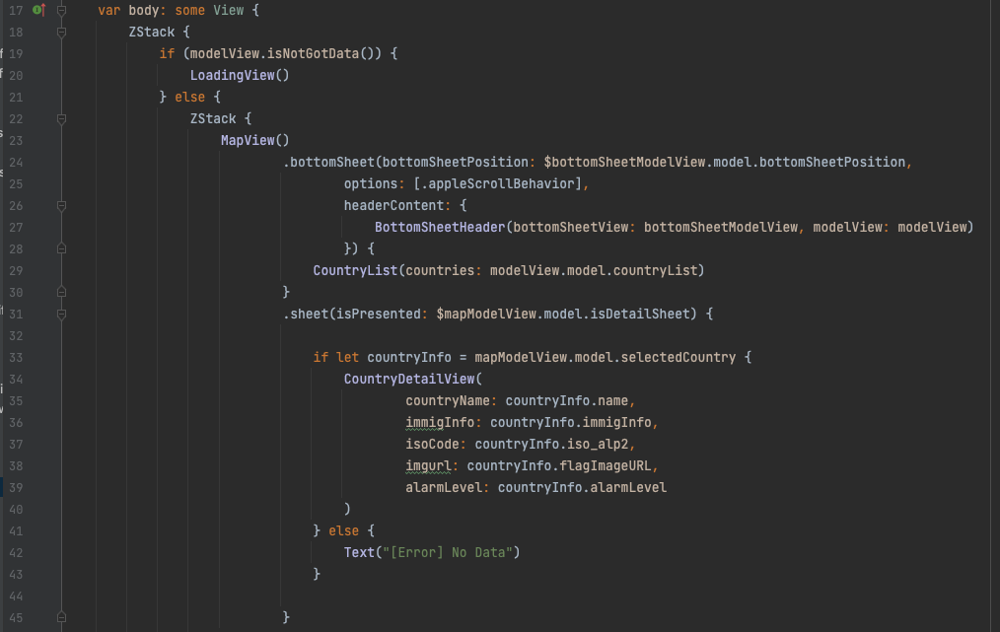 17 var body: some View {
18 ZStack {
19 if (modelView.isNotGotData()) {
20 LoadingView()
21 } else {
22 ZStack {
23 MapView()
24 .bottomSheet(bottomSheetPosition: $bottomSheetModelView.model.bottomSheetPosition,
25 options: [.appleScrollBehavior],
26 headerContent: {
27 BottomSheetHeader(bottomSheetView: bottomSheetModelView, modelView: modelView)
28 }) {
29 CountryList(countries: modelView.model.countryList)
30 }
31 .sheet(isPresented: $mapModelView.model.isDetailSheet) {
32
33 if let countryInfo = mapModelView.model.selectedCountry {
34 CountryDetailView(
35 countryName: countryInfo.name,
36 immigInfo: countryInfo.immigInfo,
37 isoCode: countryInfo.iso_alp2,
38 imgurl: countryInfo.flagImageURL,
39 alarmLevel: countryInfo.alarmLevel
40 )
41 } else {
42 Text("[Error] No Data")
43 }
44
45 }